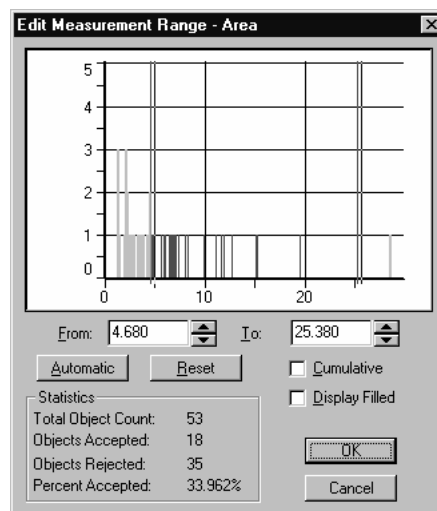 Edit Measurement Range - Area
5
4
3
2
1
0
0 10 20
From: 4.680 To: 25.380
Automatic Reset Cumulative
Display Filled
Statistics
Total Object Count: 53
Objects Accepted: 18
Objects Rejected: 35
Percent Accepted: 33.962%
OK
Cancel